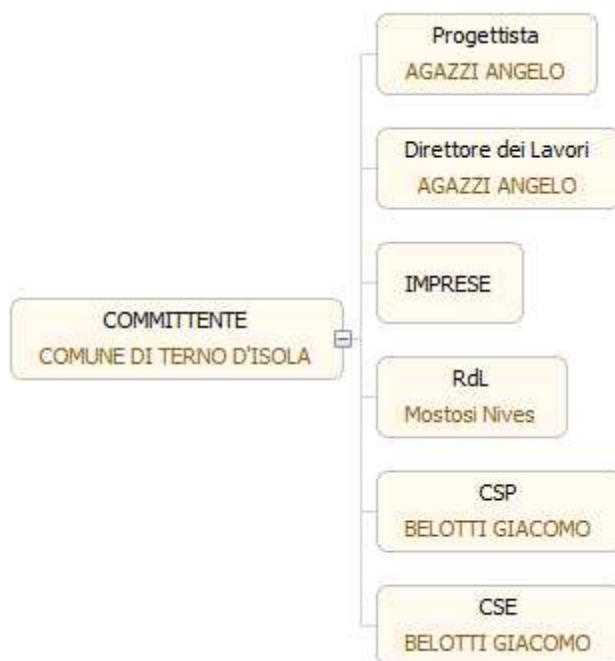 Progettista
AGAZZI ANGELO
Direttore dei Lavori
AGAZZI ANGELO
IMPRESE
COMMITTENTE
COMUNE DI TERNO D'ISOLA
RdL
Mostosi Nives
CSP
BELOTTI GIACOMO
CSE
BELOTTI GIACOMO